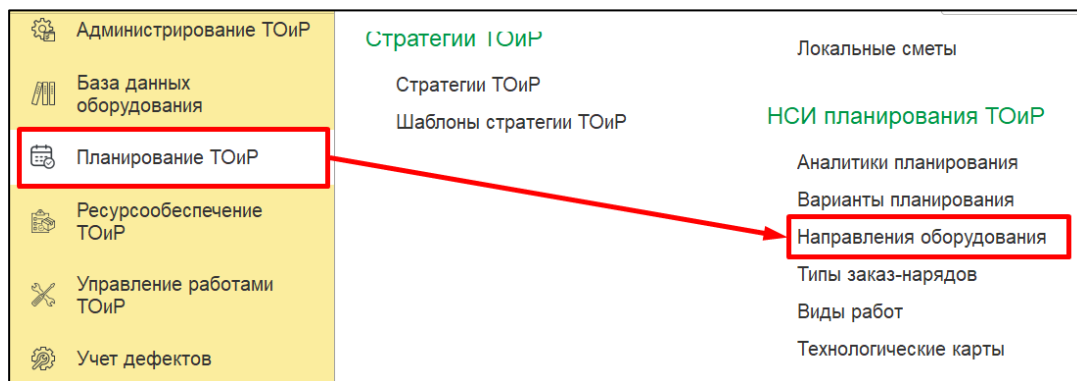 Администрирование ТОиР
База данных
оборудования
Планирование ТОиР
Ресурсообеспечение
ТОиР
Управление работами
ТОиР
Учет дефектов
Стратегии ТОиР
Стратегии ТОиР
Шаблоны стратегии ТОиР
Локальные сметы
НСИ планирования ТОиР
Аналитики планирования
Варианты планирования
Направления оборудования
Типы заказ-нарядов
Виды работ
Технологические карты